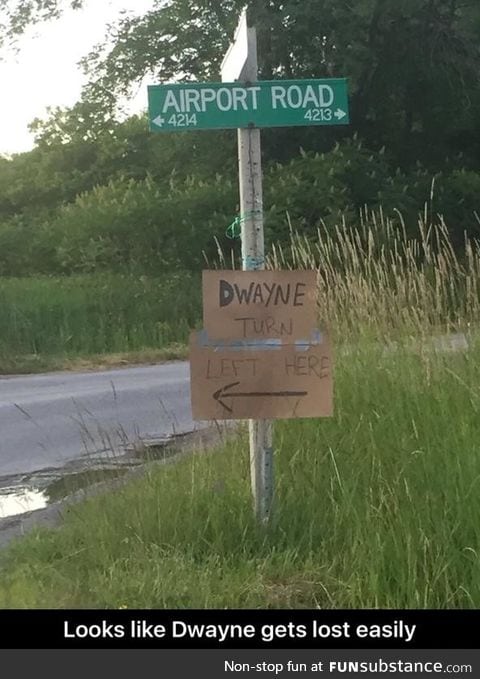 AIRPORT ROAD
← 4214 4213 →
DWAYNE
TURN
LEFT HERE
←
Looks like Dwayne gets lost easily
Non-stop fun at FUNsubstance.com